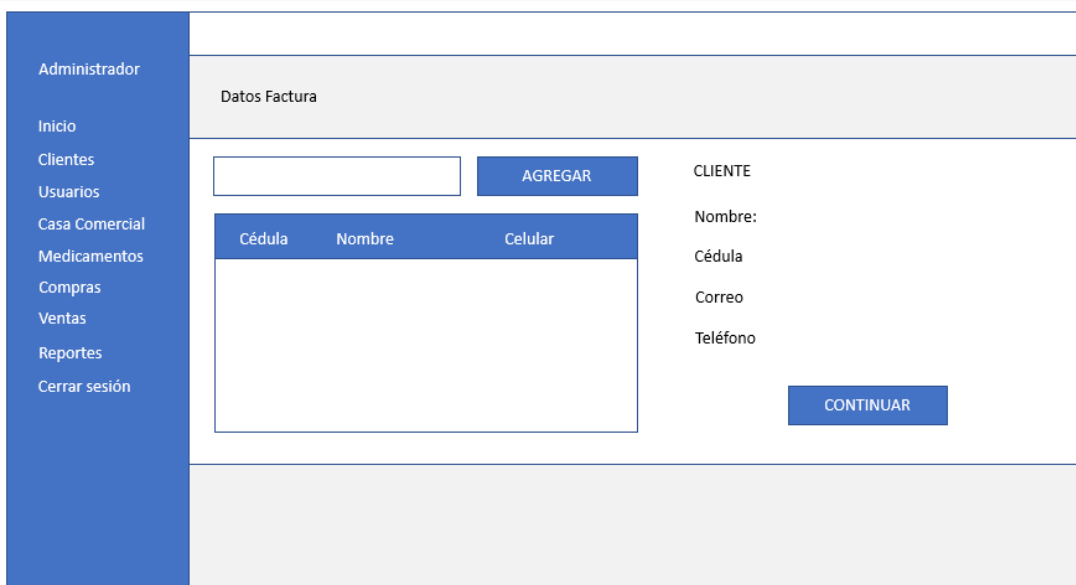 Administrador
Inicio
Clientes
Usuarios
Casa Comercial
Medicamentos
Compras
Ventas
Reportes
Cerrar sesión
Datos Factura
AGREGAR
Cédula Nombre Celular
CLIENTE
Nombre:
Cédula
Correo
Teléfono
CONTINUAR